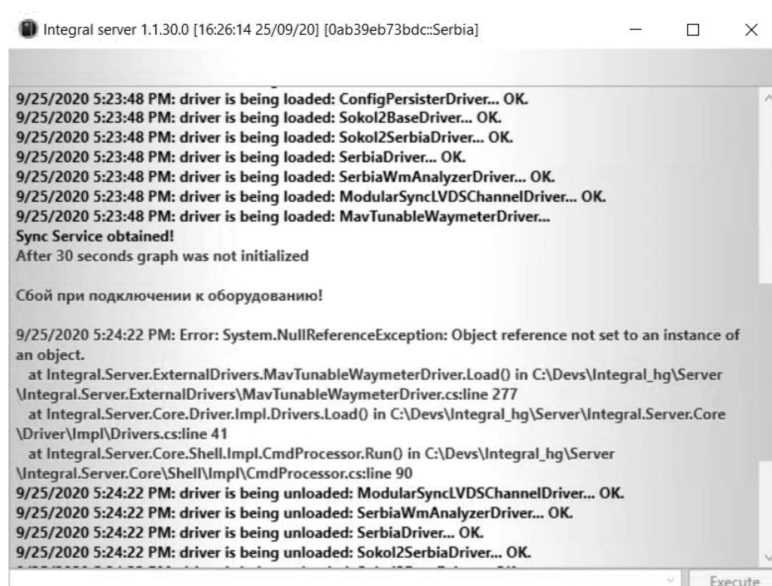 Integral server 1.1.30.0 [16:26:14 25/09/20] [0ab39eb73bdc::Serbia]
9/25/2020 5:23:48 PM: driver is being loaded: ConfigPersisterDriver... OK.
9/25/2020 5:23:48 PM: driver is being loaded: Sokol2BaseDriver... OK.
9/25/2020 5:23:48 PM: driver is being loaded: Sokol2SerbiaDriver... OK.
9/25/2020 5:23:48 PM: driver is being loaded: SerbiaDriver... OK.
9/25/2020 5:23:48 PM: driver is being loaded: SerbiaWmAnalyzerDriver... OK.
9/25/2020 5:23:48 PM: driver is being loaded: ModularSyncLVDSChannelDriver... OK.
9/25/2020 5:23:48 PM: driver is being loaded: MavTunableWaymeterDriver...
Sync Service obtained!
After 30 seconds graph was not initialized
Сбой при подключении к оборудованию!
9/25/2020 5:24:22 PM: Error: System.NullReferenceException: Object reference not set to an instance of
an object.
at Integral.Server.ExternalDrivers.MavTunableWaymeterDriver.Load() in C:\Devs\Integral_hg\Server
\Integral.Server.ExternalDrivers\MavTunableWaymeterDriver.cs:line 277
at Integral.Server.Core.Driver.Impl.Drivers.Load() in C:\Devs\Integral_hg\Server\Integral.Server.Core
\Driver\Impl\Drivers.cs:line 41
at Integral.Server.Core.Shell.Impl.CmdProcessor.Run() in C:\Devs\Integral_hg\Server
\Integral.Server.Core\Shell\Impl\CmdProcessor.cs:line 90
9/25/2020 5:24:22 PM: driver is being unloaded: ModularSyncLVDSChannelDriver... OK.
9/25/2020 5:24:22 PM: driver is being unloaded: SerbiaWmAnalyzerDriver... OK.
9/25/2020 5:24:22 PM: driver is being unloaded: SerbiaDriver... OK.
9/25/2020 5:24:22 PM: driver is being unloaded: Sokol2SerbiaDriver... OK.
Execute